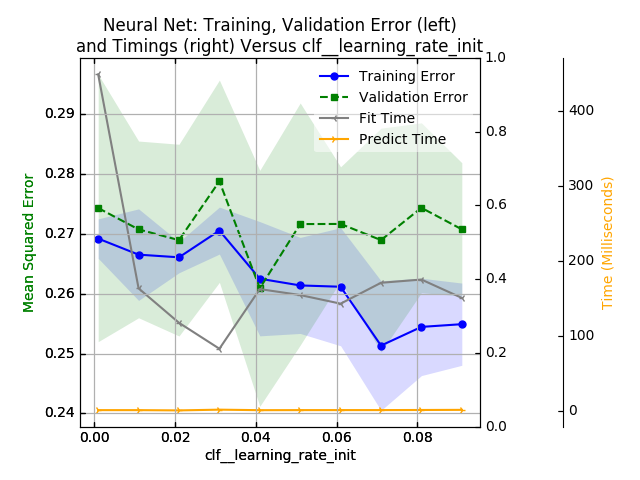 Neural Net: Training, Validation Error (left)
and Timings (right) Versus clf__learning_rate_init
Training Error
Validation Error
Fit Time
Predict Time
Mean Squared Error
0.29
0.28
0.27
0.26
0.25
0.24
1.0
0.8
0.6
0.4
0.2
0.0
400
300
200
100
0
Time (Milliseconds)
0.00 0.02 0.04 0.06 0.08
clf__learning_rate_init